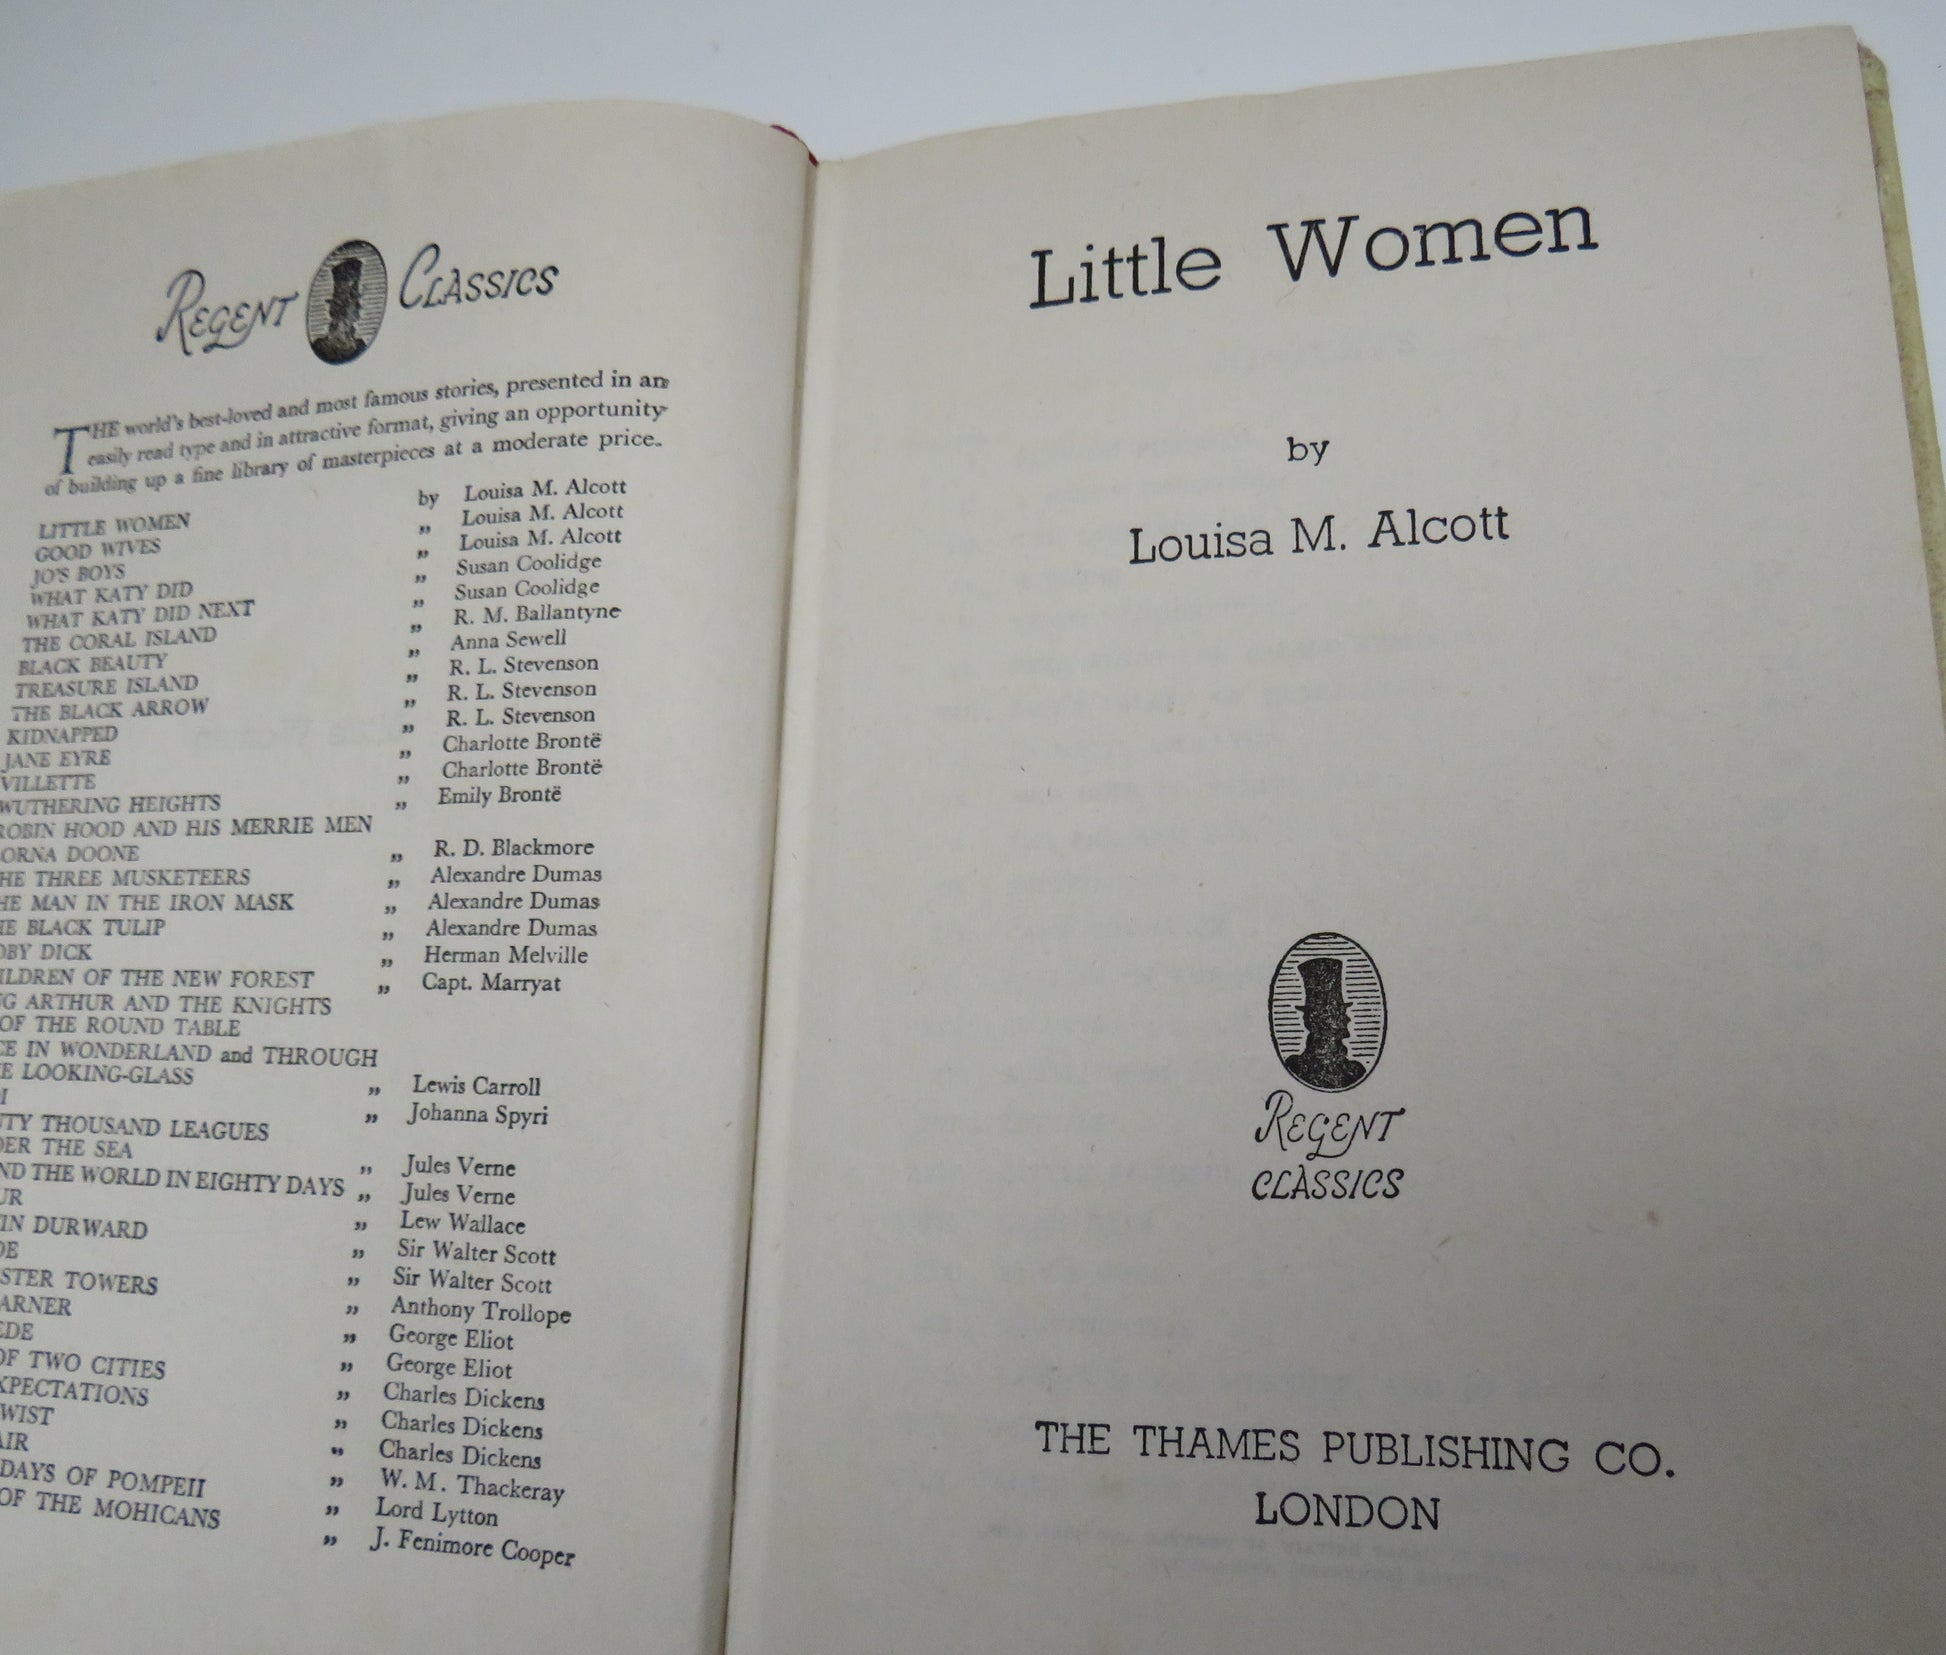 REGENT CLASSICS
THE world's best-loved and most famous stories, presented in an
easily read type and in attractive format, giving an opportunity
of building up a fine library of masterpieces at a moderate price.
LITTLE WOMEN by Louisa M. Alcott
GOOD WIVES „ Louisa M. Alcott
JO'S BOYS „ Louisa M. Alcott
WHAT KATY DID „ Susan Coolidge
WHAT KATY DID NEXT „ Susan Coolidge
THE CORAL ISLAND „ R. M. Ballantyne
BLACK BEAUTY „ Anna Sewell
TREASURE ISLAND „ R. L. Stevenson
THE BLACK ARROW „ R. L. Stevenson
KIDNAPPED „ R. L. Stevenson
JANE EYRE „ Charlotte Brontë
VILLETTE „ Charlotte Brontë
WUTHERING HEIGHTS „ Emily Brontë
ROBIN HOOD AND HIS MERRIE MEN
ORNA DOONE „ R. D. Blackmore
HE THREE MUSKETEERS „ Alexandre Dumas
HE MAN IN THE IRON MASK „ Alexandre Dumas
HE BLACK TULIP „ Alexandre Dumas
OBY DICK „ Herman Melville
ILDREN OF THE NEW FOREST „ Capt. Marryat
G ARTHUR AND THE KNIGHTS
OF THE ROUND TABLE
CE IN WONDERLAND and THROUGH
E LOOKING-GLASS „ Lewis Carroll
I „ Johanna Spyri
TY THOUSAND LEAGUES
DER THE SEA „ Jules Verne
ND THE WORLD IN EIGHTY DAYS „ Jules Verne
UR „ Lew Wallace
IN DURWARD „ Sir Walter Scott
OE „ Sir Walter Scott
STER TOWERS „ Anthony Trollope
ARNER „ George Eliot
EDE „ George Eliot
OF TWO CITIES „ Charles Dickens
XPECTATIONS „ Charles Dickens
WIST „ Charles Dickens
AIR „ W. M. Thackeray
DAYS OF POMPEII „ Lord Lytton
OF THE MOHICANS „ J. Fenimore Cooper
Little Women
by
Louisa M. Alcott
REGENT
CLASSICS
THE THAMES PUBLISHING CO.
LONDON